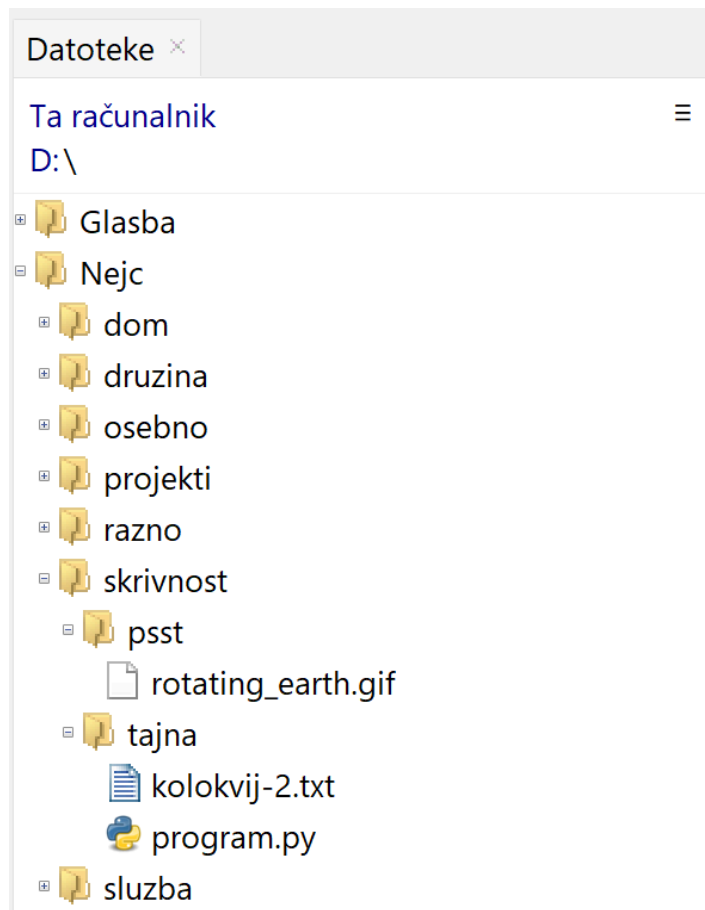 Datoteke
Ta računalnik
D:\
Glasba
Nejc
dom
druzina
osebno
projekti
razno
skrivnost
psst
rotating_earth.gif
tajna
kolokvij-2.txt
program.py
sluzba